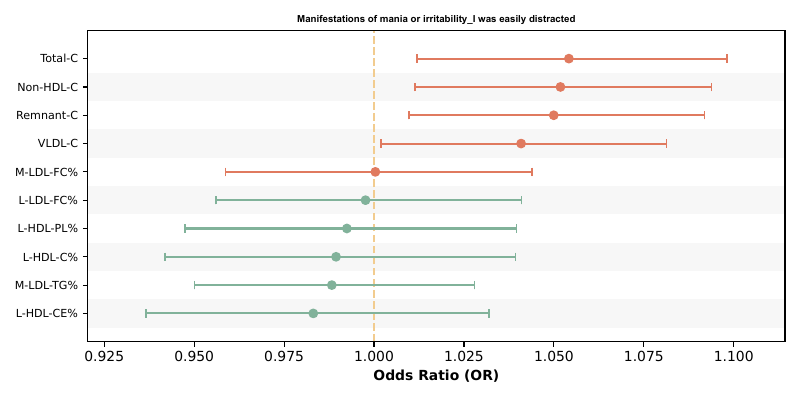 Manifestations of mania or irritability_I was easily distracted
Total-C
Non-HDL-C
Remnant-C
VLDL-C
M-LDL-FC%
L-LDL-FC%
L-HDL-PL%
L-HDL-C%
M-LDL-TG%
L-HDL-CE%
0.925 0.950 0.975 1.000 1.025 1.050 1.075 1.100
Odds Ratio (OR)